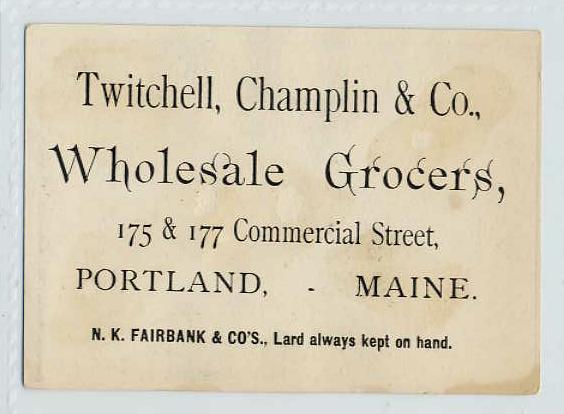 Twitchell, Champlin & Co.,
Wholesale Grocers,
175 & 177 Commercial Street,
PORTLAND, - MAINE.
N. K. FAIRBANK & CO'S., Lard always kept on hand.